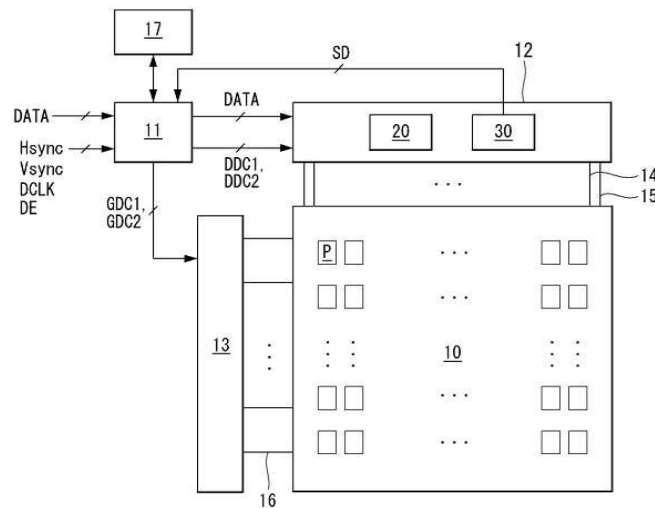 17
SD
12
DATA
DATA
11
20
30
Hsync
Vsync
DCLK
DE
DDC1,
DDC2
14
15
GDC1,
GDC2
P
13
10
16